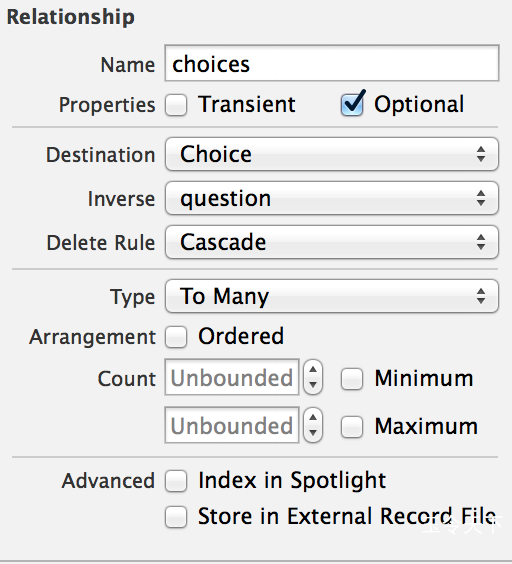 Relationship
Name choices
Properties Transient Optional
Destination Choice
Inverse question
Delete Rule Cascade
Type To Many
Arrangement Ordered
Count Unbounded Minimum
Unbounded Maximum
Advanced Index in Spotlight
Store in External Record File